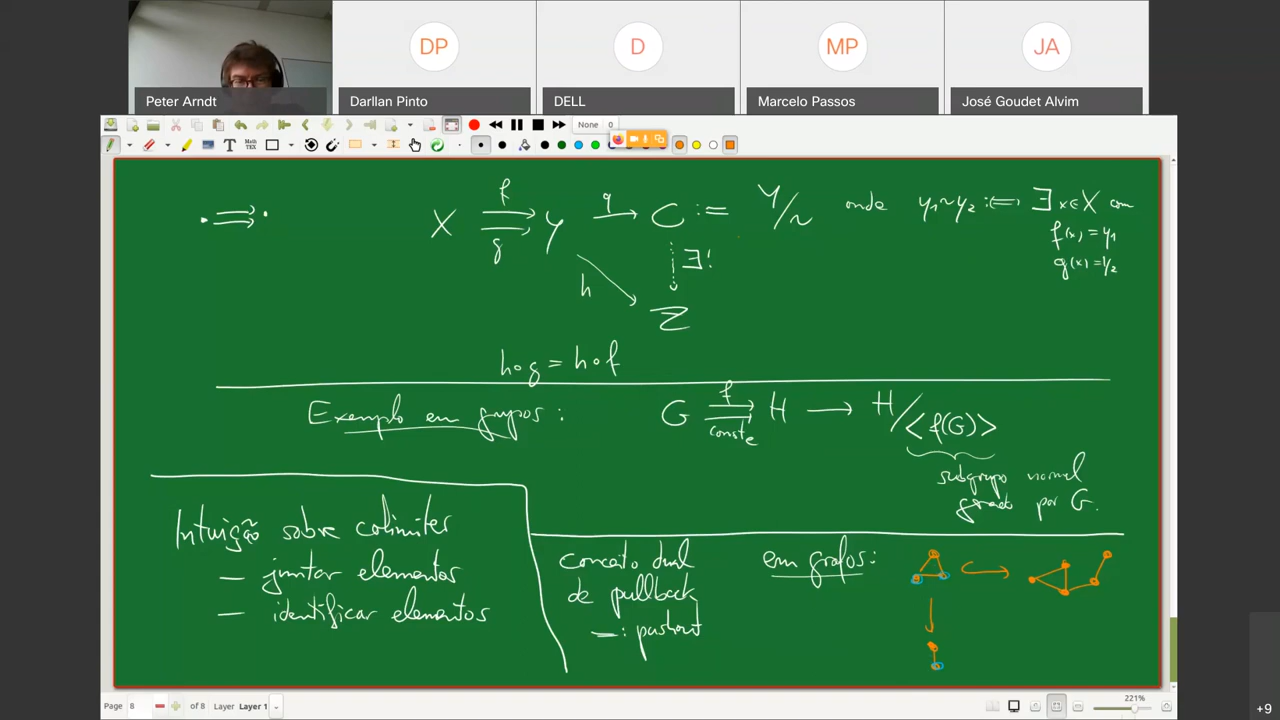 DP
D
MP
JA
Peter Arndt
Darllan Pinto
DELL
Marcelo Passos
José Goudet Alvim
None 0
X f g Y q C := Y/~ onde y₁~y₂ :⟺ ∃ x∈X com
f(x) = y₁
g(x) = y₂
∃!
h
Z
h∘g = h∘f
Exemplo em grupos: G f const_e H → H/<f(G)>
subgrupo normal
gerado por G.
Intuição sobre colimites
— juntar elementos
— identificar elementos
conceito dual
de pullback
—: pushout
em grafos:
Page 8 of 8 Layer Layer 1
221%
+9